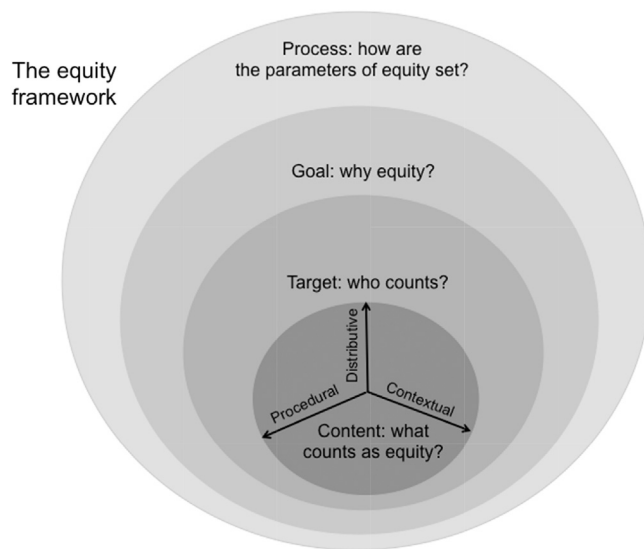 The equity
framework
Process: how are
the parameters of equity set?
Goal: why equity?
Target: who counts?
Distributive
Procedural
Contextual
Content: what
counts as equity?